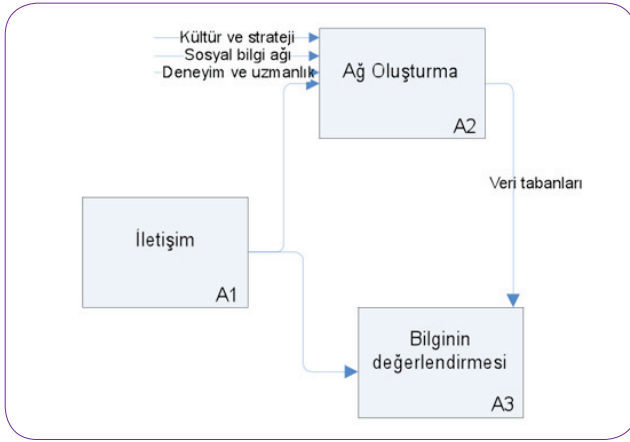 Kültür ve strateji
Sosyal bilgi ağı
Deneyim ve uzmanlık
Ağ Oluşturma
A2
Veri tabanları
İletişim
A1
Bilginin
değerlendirmesi
A3